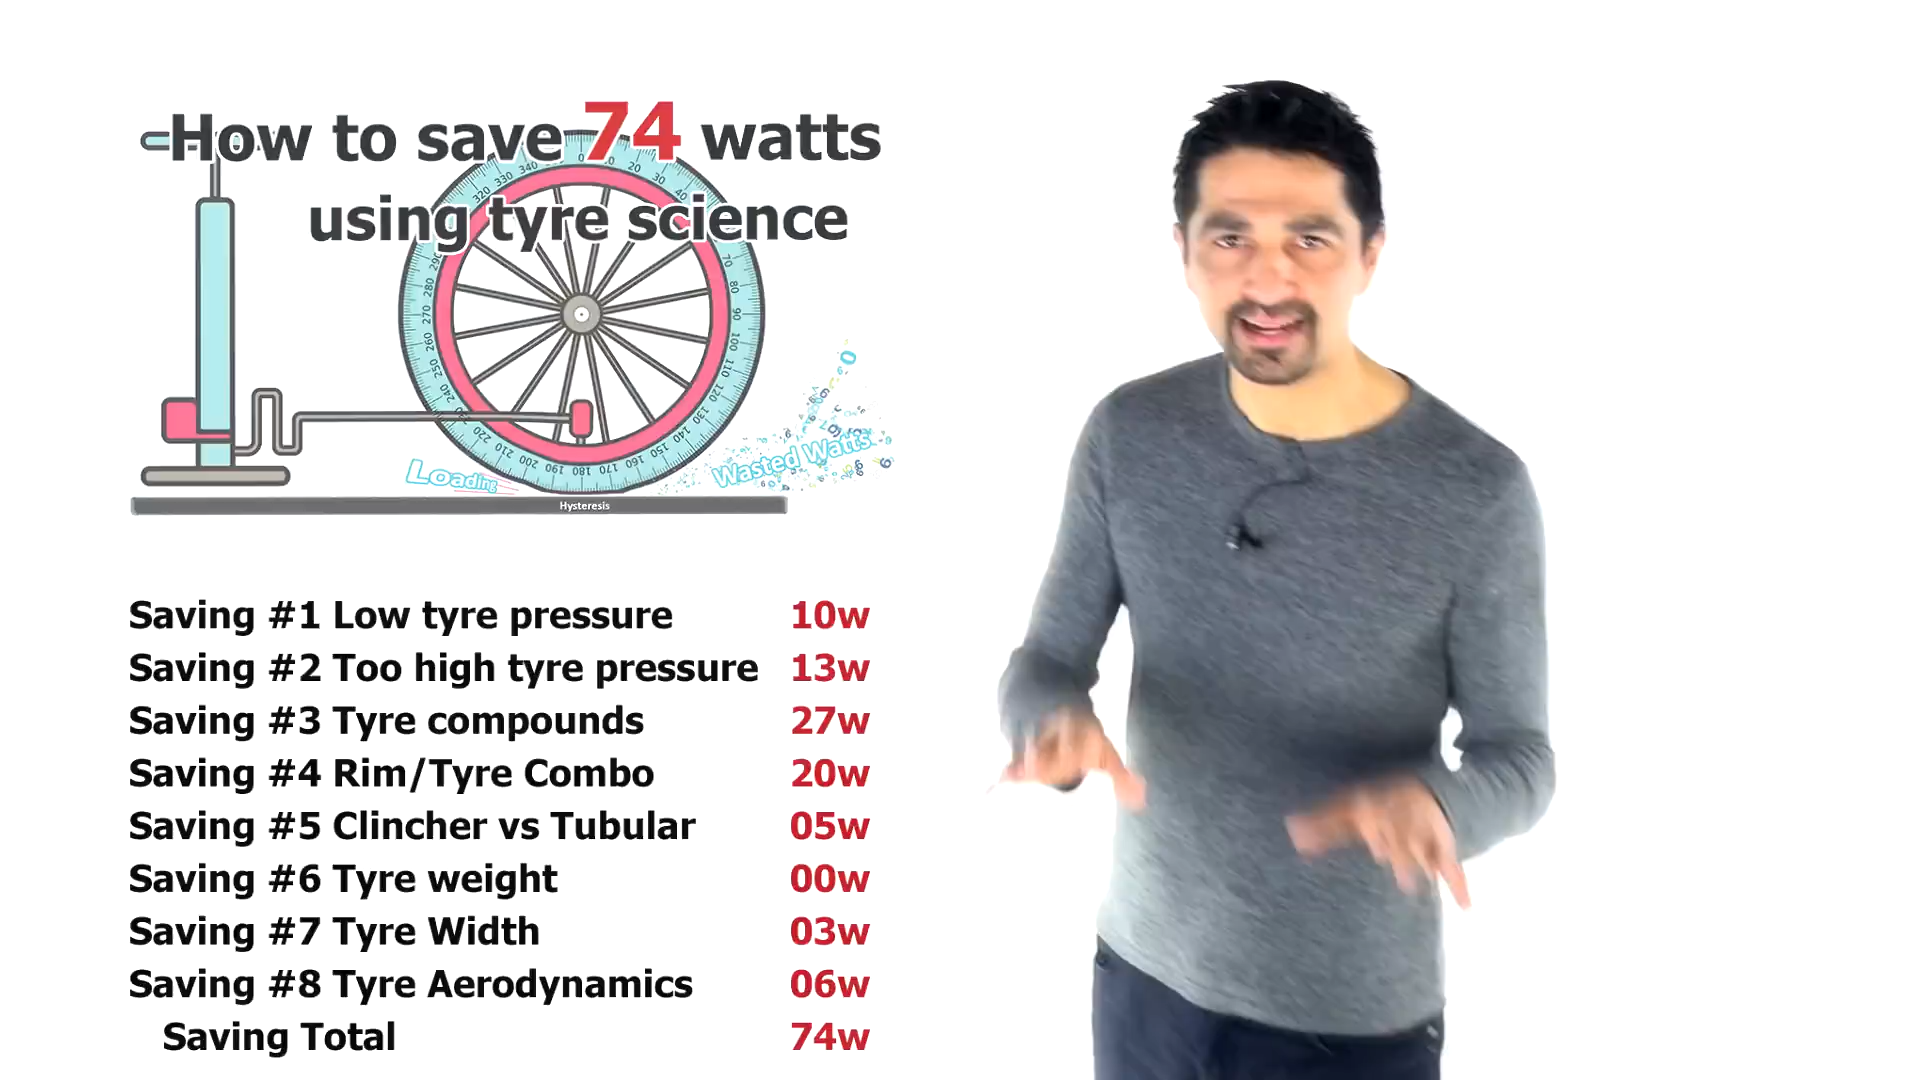 How to save 74 watts
using tyre science
Loading
Wasted Watts
Hysteresis
Saving #1 Low tyre pressure 10w
Saving #2 Too high tyre pressure 13w
Saving #3 Tyre compounds 27w
Saving #4 Rim/Tyre Combo 20w
Saving #5 Clincher vs Tubular 05w
Saving #6 Tyre weight 00w
Saving #7 Tyre Width 03w
Saving #8 Tyre Aerodynamics 06w
Saving Total 74w